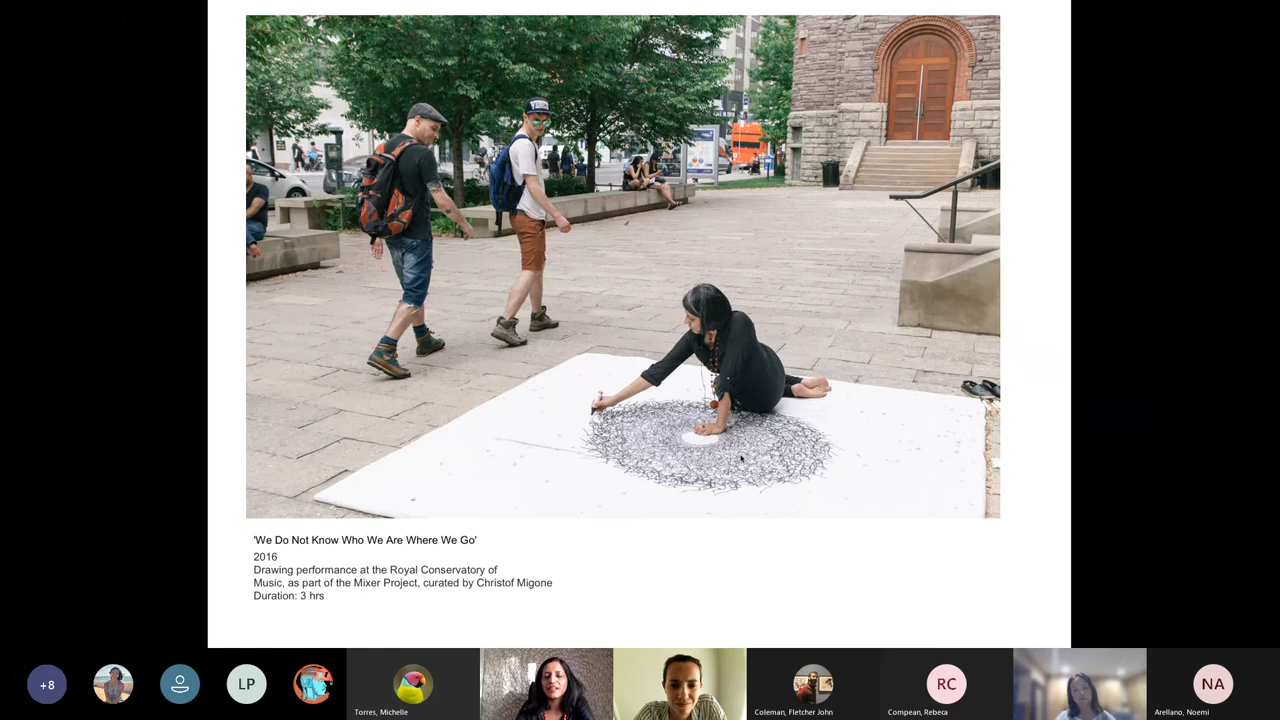 'We Do Not Know Who We Are Where We Go'
2016
Drawing performance at the Royal Conservatory of
Music, as part of the Mixer Project, curated by Christof Migone
Duration: 3 hrs
+8
LP
Torres, Michelle
Coleman, Fletcher John
RC
Compean, Rebeca
NA
Arellano, Noemi